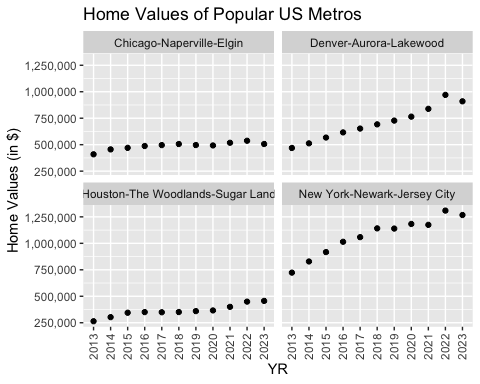 Home Values of Popular US Metros
Chicago-Naperville-Elgin
Denver-Aurora-Lakewood
1,250,000
1,000,000
750,000
500,000
250,000
Houston-The Woodlands-Sugar Land
New York-Newark-Jersey City
1,250,000
1,000,000
750,000
500,000
250,000
Home Values (in $)
2013 2014 2015 2016 2017 2018 2019 2020 2021 2022 2023
2013 2014 2015 2016 2017 2018 2019 2020 2021 2022 2023
YR